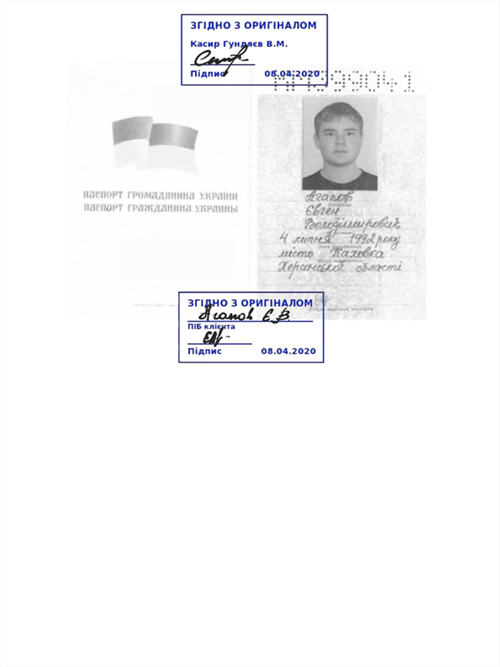 ЗГІДНО З ОРИГІНАЛОМ
Касир Гундяєв В.М.
Підпис 08.04.2020
ПАСПОРТ ГРОМАДЯНИНА УКРАЇНИ
ПАСПОРТ ГРАЖДАНИНА УКРАИНЫ
Агапов
Євген
Володимирович
4 липня 1992 року
місто Каховка
Херсонської області
ЗГІДНО З ОРИГІНАЛОМ
Агапов Є.В
ПІБ клієнта
Підпис 08.04.2020